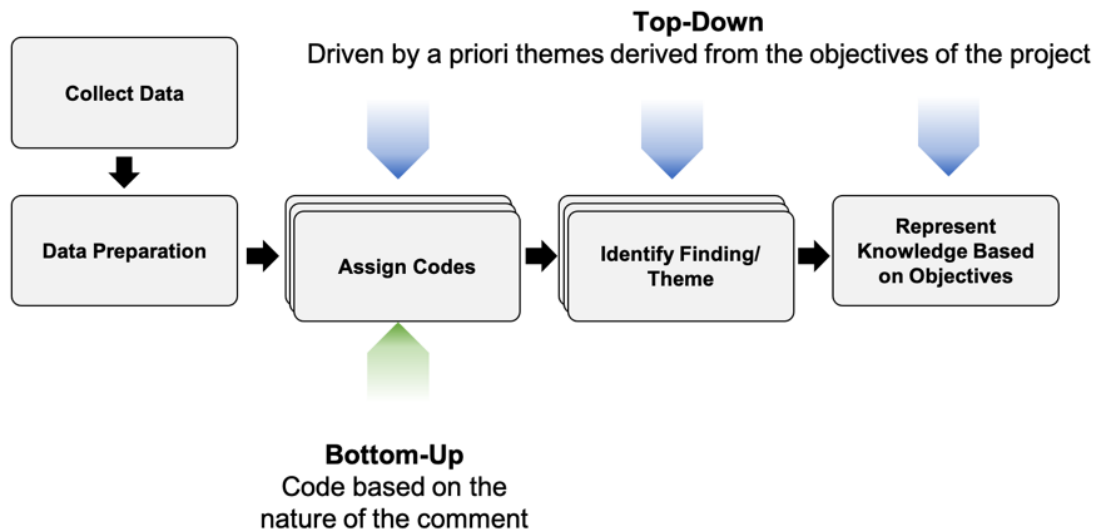 Top-Down
Driven by a priori themes derived from the objectives of the project
Collect Data
Data Preparation
Assign Codes
Identify Finding/
Theme
Represent
Knowledge Based
on Objectives
Bottom-Up
Code based on the
nature of the comment